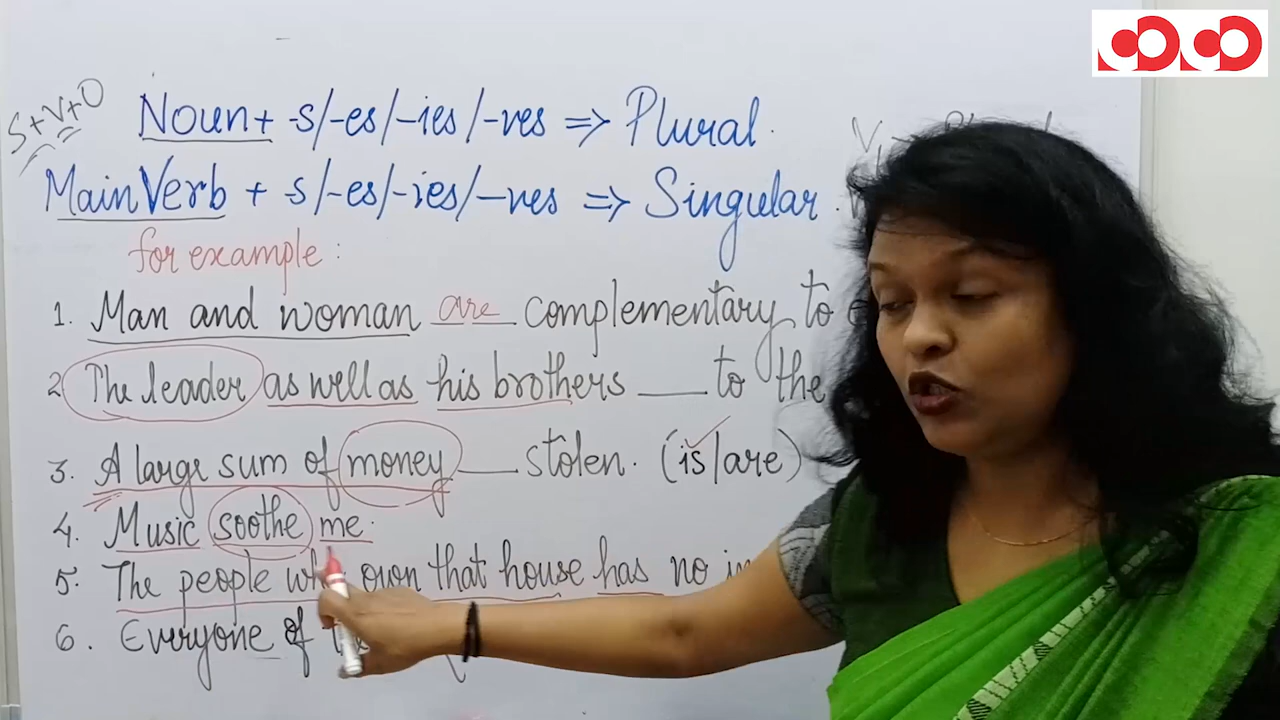 S+V+O
Noun + -s/-es/-ies/-ves => Plural.
Main Verb + -s/-es/-ies/-ves => Singular.
for example:
1. Man and woman are complementary to
2. The leader as well as his brothers ___ to the
3. A large sum of money ___ stolen. (is/are)
4. Music soothe me.
5. The people who own that house has no
6. Everyone of